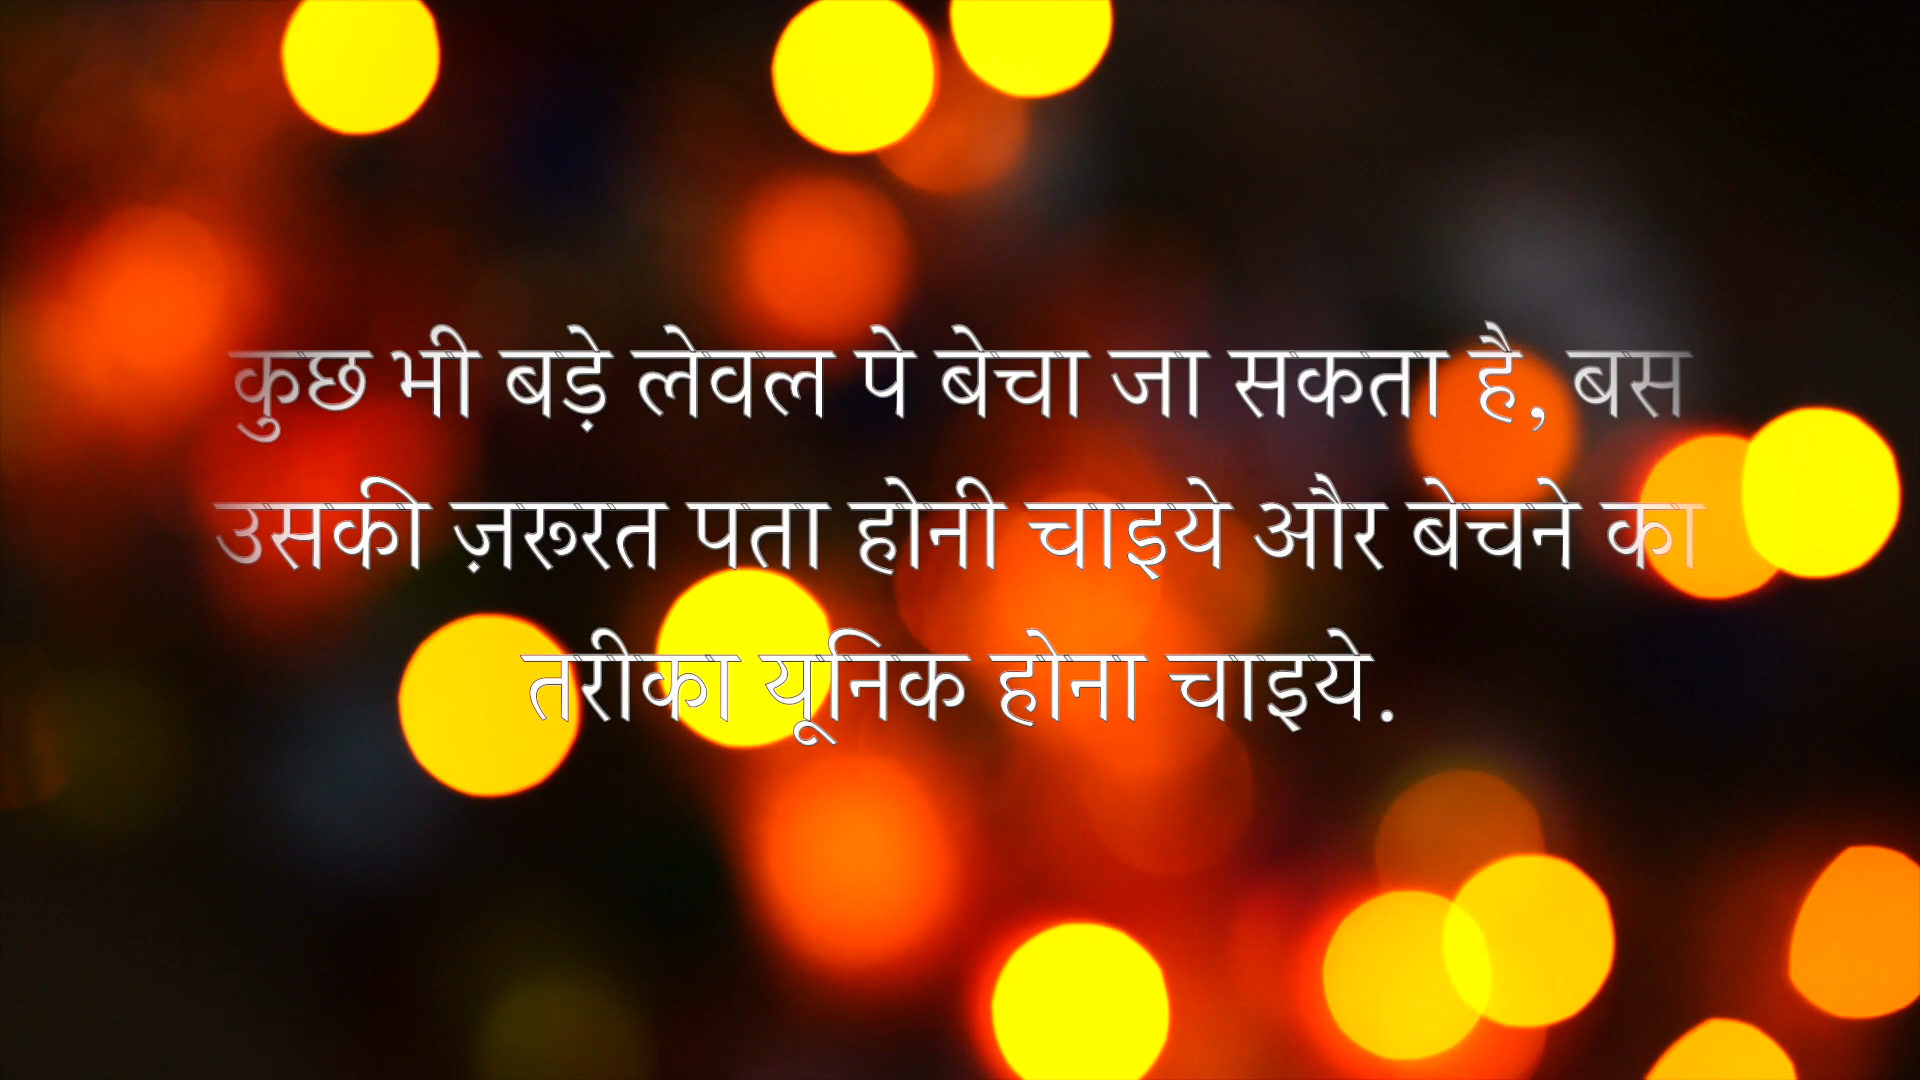 कुछ भी बड़े लेवल पे बेचा जा सकता है, बस
उसकी ज़रूरत पता होनी चाइये और बेचने का
तरीका यूनिक होना चाइये.